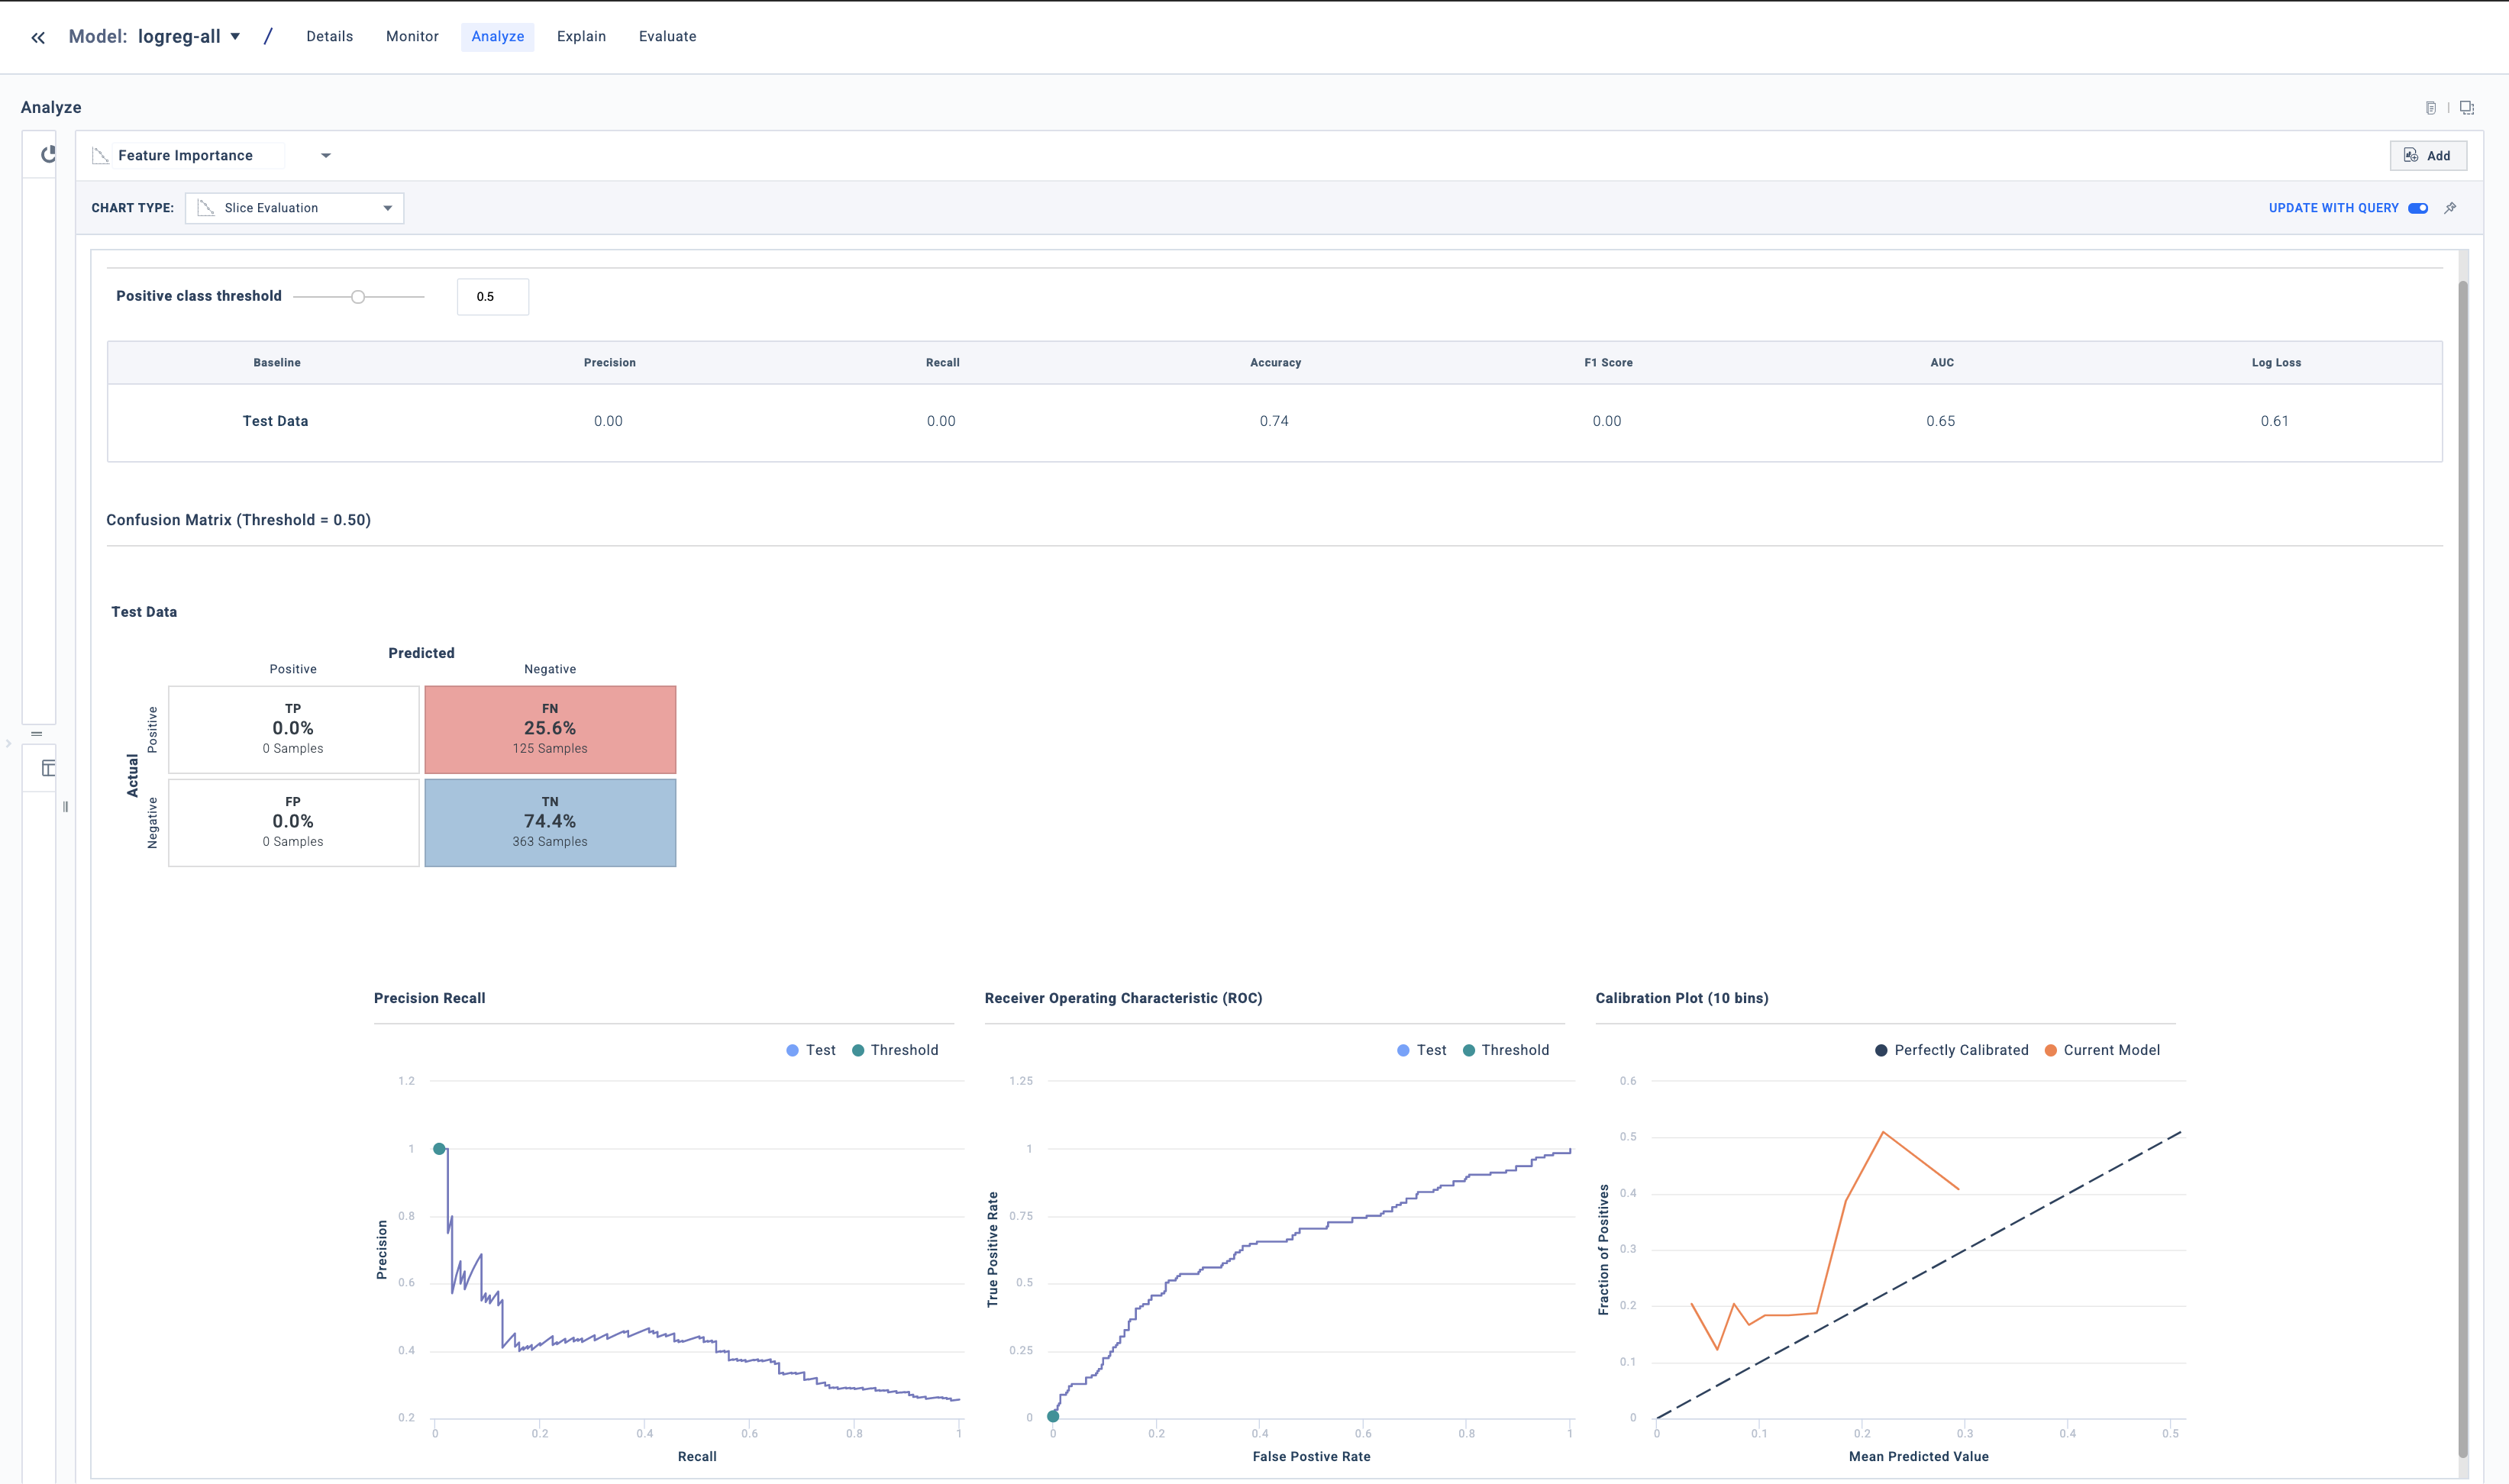 Model: logreg-all / Details Monitor Analyze Explain Evaluate
Analyze
Feature Importance
Add
CHART TYPE: Slice Evaluation
UPDATE WITH QUERY
Positive class threshold 0.5
Baseline Precision Recall Accuracy F1 Score AUC Log Loss
Test Data 0.00 0.00 0.74 0.00 0.65 0.61
Confusion Matrix (Threshold = 0.50)
Test Data
Predicted
Positive Negative
Actual
Positive
TP
0.0%
0 Samples
FN
25.6%
125 Samples
Negative
FP
0.0%
0 Samples
TN
74.4%
363 Samples
Precision Recall
Test Threshold
1.2
1
0.8
0.6
0.4
0.2
Precision
0 0.2 0.4 0.6 0.8 1
Recall
Receiver Operating Characteristic (ROC)
Test Threshold
1.25
1
0.75
0.5
0.25
0
True Positive Rate
0 0.2 0.4 0.6 0.8 1
False Postive Rate
Calibration Plot (10 bins)
Perfectly Calibrated Current Model
0.6
0.5
0.4
0.3
0.2
0.1
0
Fraction of Positives
0 0.1 0.2 0.3 0.4 0.5
Mean Predicted Value